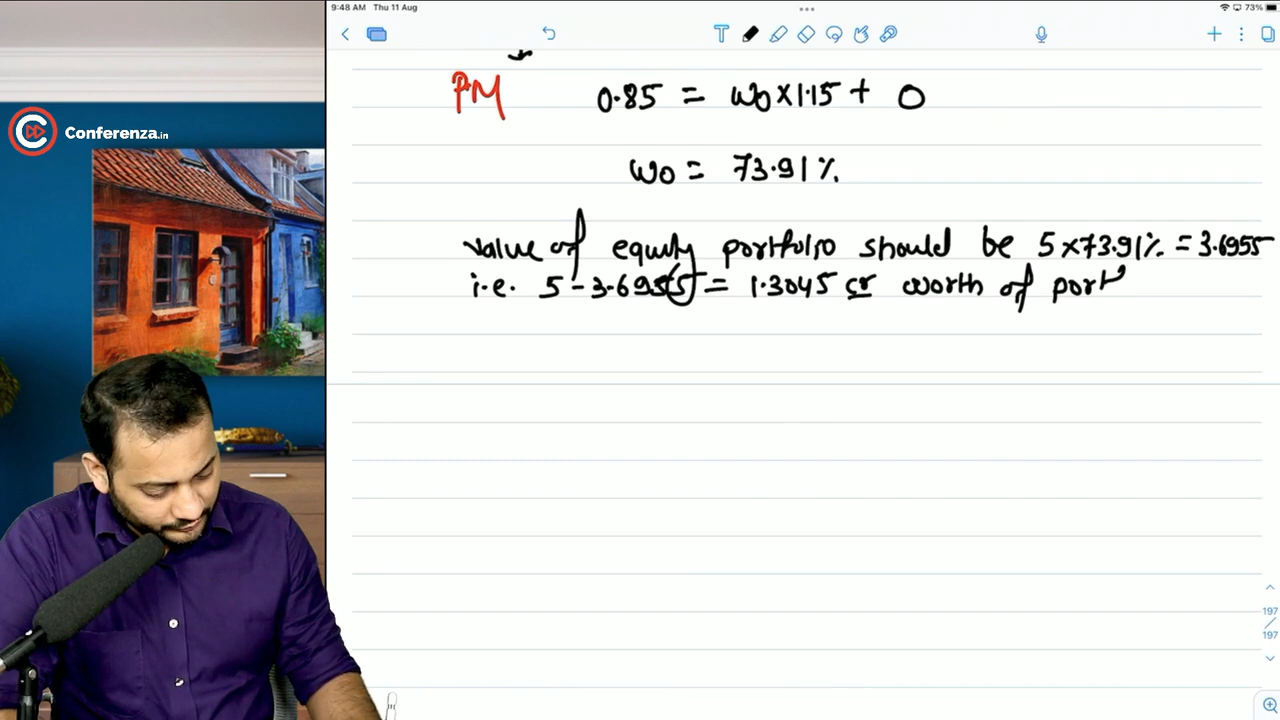 9:48 AM Thu 11 Aug
73%
Conferenza.in
PM 0.85 = w0 x 1.15 + 0
w0 = 73.91%
value of equity portfolio should be 5 x 73.91% = 3.6955
i.e. 5 - 3.6955 = 1.3045 cr worth of port
197
197